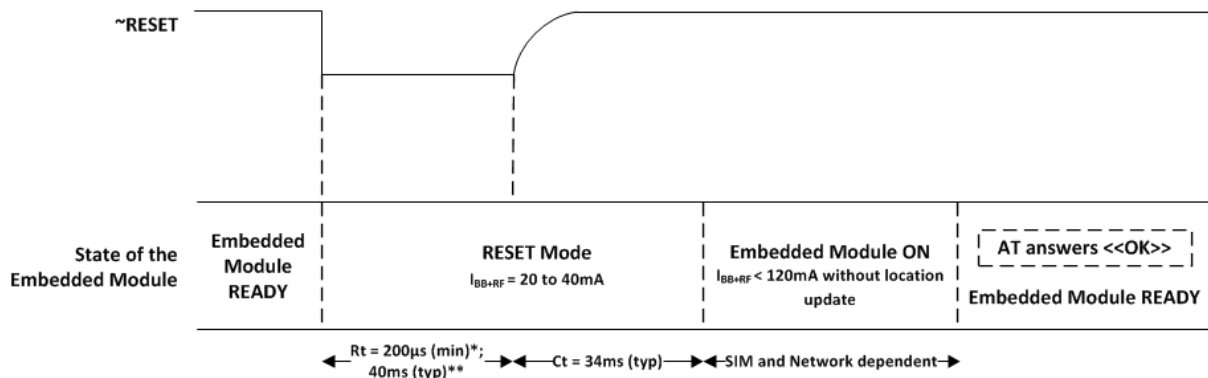 ~RESET
State of the
Embedded Module
Embedded
Module
READY
RESET Mode
IBB+RF = 20 to 40mA
Embedded Module ON
IBB+RF < 120mA without location
update
AT answers <<OK>>
Embedded Module READY
Rt = 200µs (min)*;
40ms (typ)**
Ct = 34ms (typ)
SIM and Network dependent